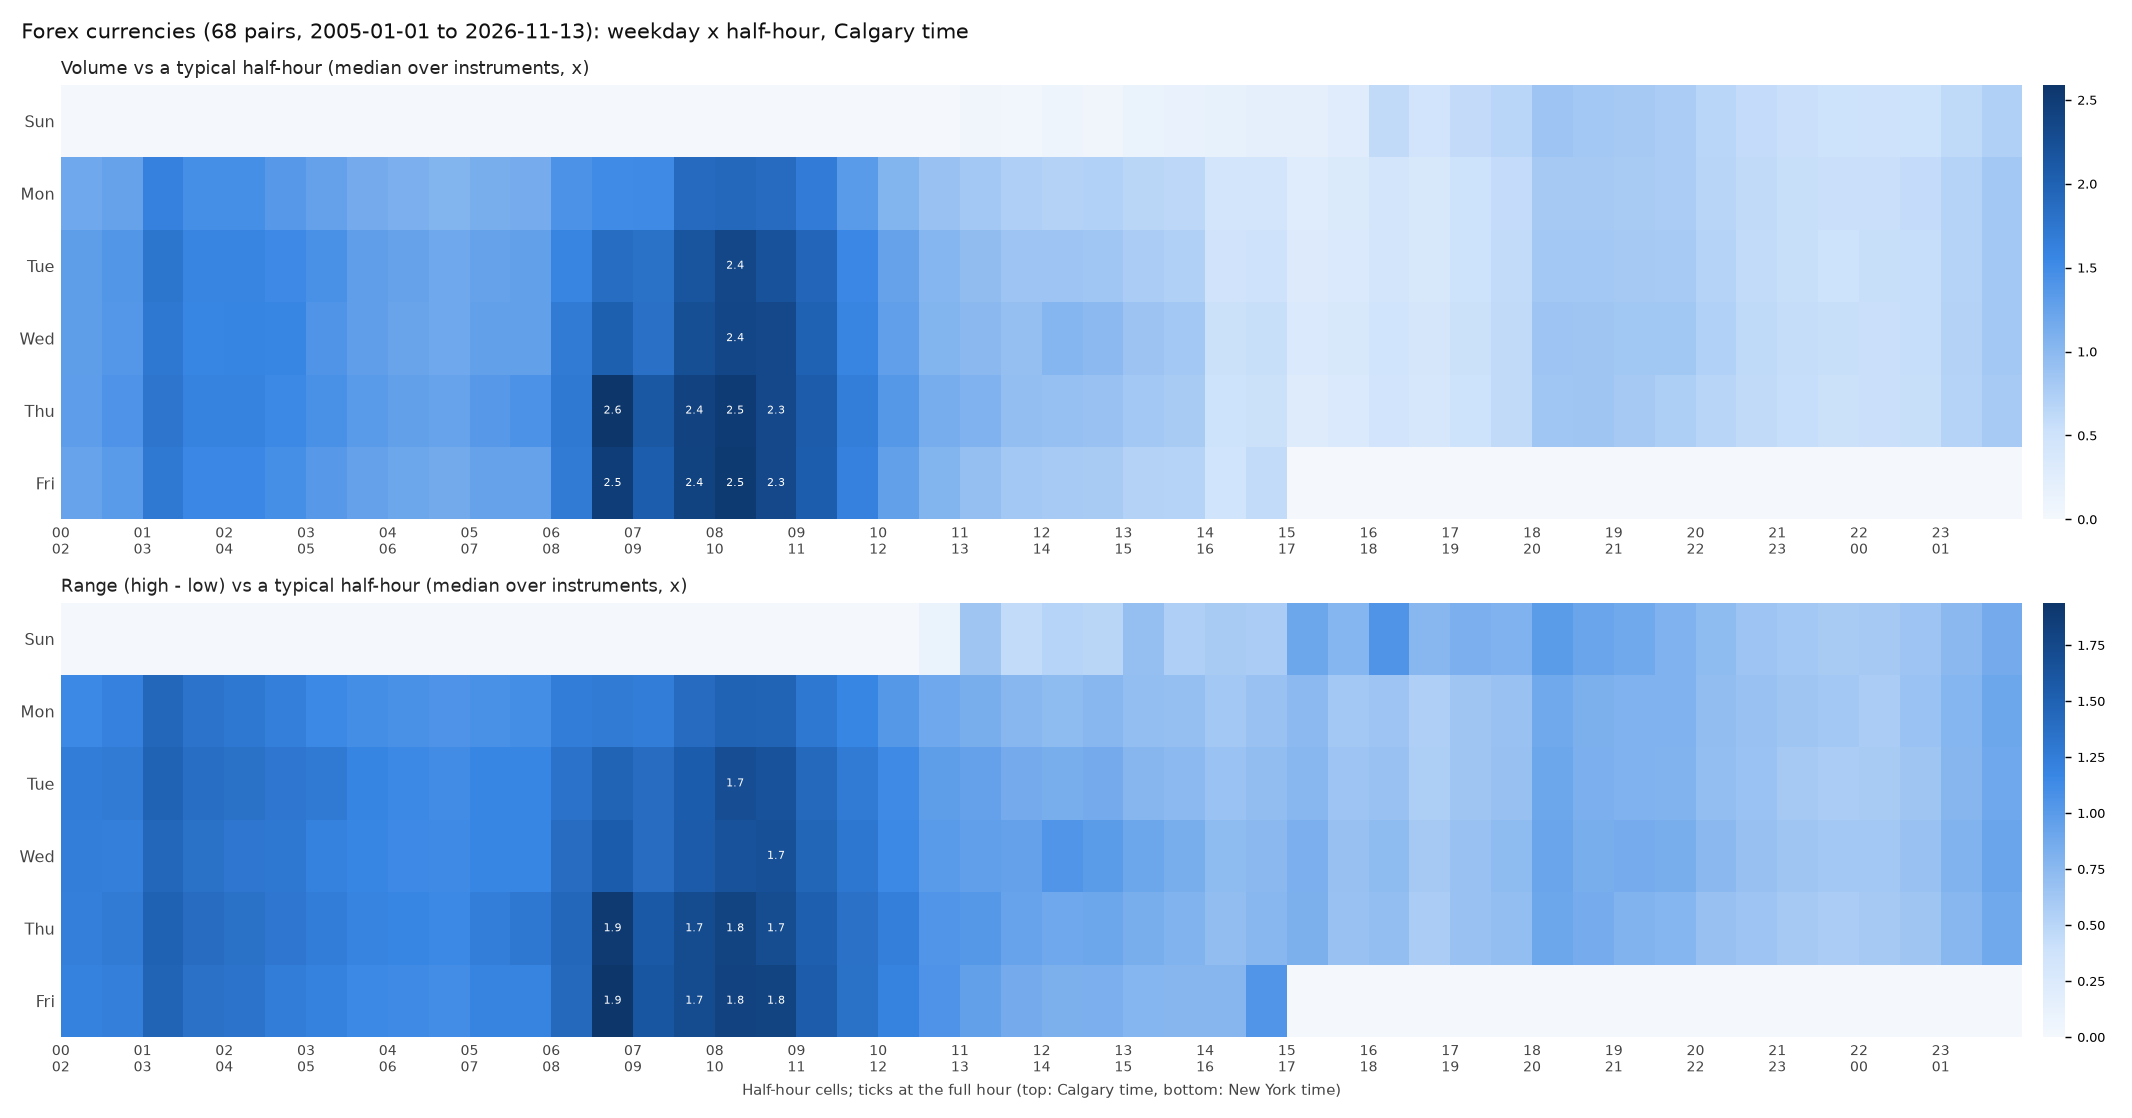 Forex currencies (68 pairs, 2005-01-01 to 2026-11-13): weekday x half-hour, Calgary time
Volume vs a typical half-hour (median over instruments, x)
Sun
Mon
Tue 2.4
Wed 2.4
Thu 2.6 2.4 2.5 2.3
Fri 2.5 2.4 2.5 2.3
00 01 02 03 04 05 06 07 08 09 10 11 12 13 14 15 16 17 18 19 20 21 22 23
02 03 04 05 06 07 08 09 10 11 12 13 14 15 16 17 18 19 20 21 22 23 00 01
2.5
2.0
1.5
1.0
0.5
0.0
Range (high - low) vs a typical half-hour (median over instruments, x)
Sun
Mon
Tue 1.7
Wed 1.7
Thu 1.9 1.7 1.8 1.7
Fri 1.9 1.7 1.8 1.8
00 01 02 03 04 05 06 07 08 09 10 11 12 13 14 15 16 17 18 19 20 21 22 23
02 03 04 05 06 07 08 09 10 11 12 13 14 15 16 17 18 19 20 21 22 23 00 01
1.75
1.50
1.25
1.00
0.75
0.50
0.25
0.00
Half-hour cells; ticks at the full hour (top: Calgary time, bottom: New York time)